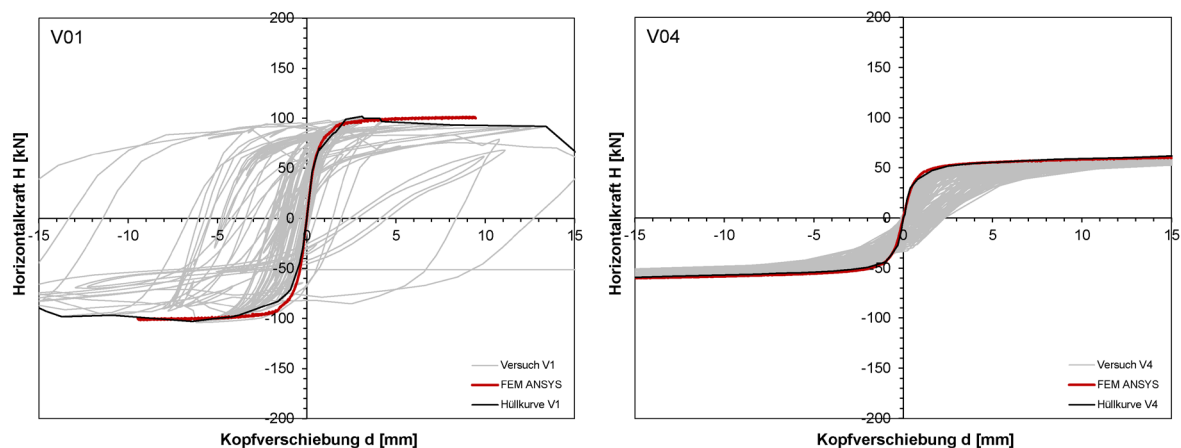 V01
Horizontalkraft H [kN]
200
150
100
50
0
-50
-100
-150
-200
-15
-10
-5
0
5
10
15
Versuch V1
FEM ANSYS
Hüllkurve V1
Kopfverschiebung d [mm]
V04
Horizontalkraft H [kN]
200
150
100
50
0
-50
-100
-150
-200
-15
-10
-5
0
5
10
15
Versuch V4
FEM ANSYS
Hüllkurve V4
Kopfverschiebung d [mm]